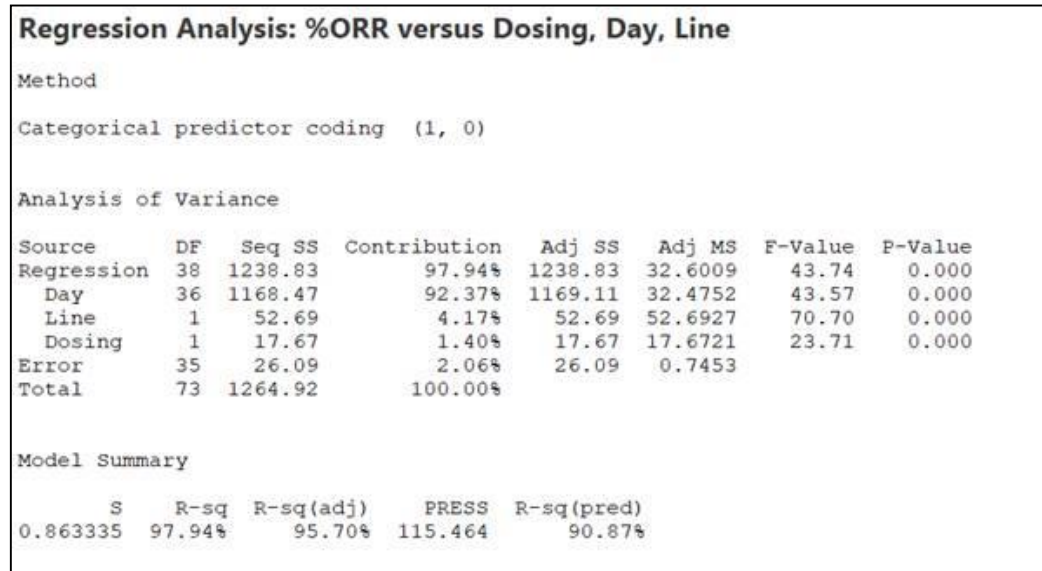 Regression Analysis: %ORR versus Dosing, Day, Line
Method
Categorical predictor coding (1, 0)
Analysis of Variance
Source DF Seq SS Contribution Adj SS Adj MS F-Value P-Value
Regression 38 1238.83 97.94% 1238.83 32.6009 43.74 0.000
Day 36 1168.47 92.37% 1169.11 32.4752 43.57 0.000
Line 1 52.69 4.17% 52.69 52.6927 70.70 0.000
Dosing 1 17.67 1.40% 17.67 17.6721 23.71 0.000
Error 35 26.09 2.06% 26.09 0.7453
Total 73 1264.92 100.00%
Model Summary
S R-sq R-sq(adj) PRESS R-sq(pred)
0.863335 97.94% 95.70% 115.464 90.87%